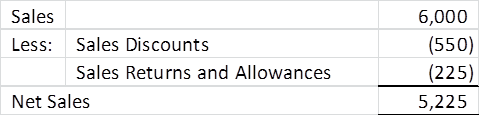 Sales 6,000
Less: Sales Discounts (550)
Sales Returns and Allowances (225)
Net Sales 5,225